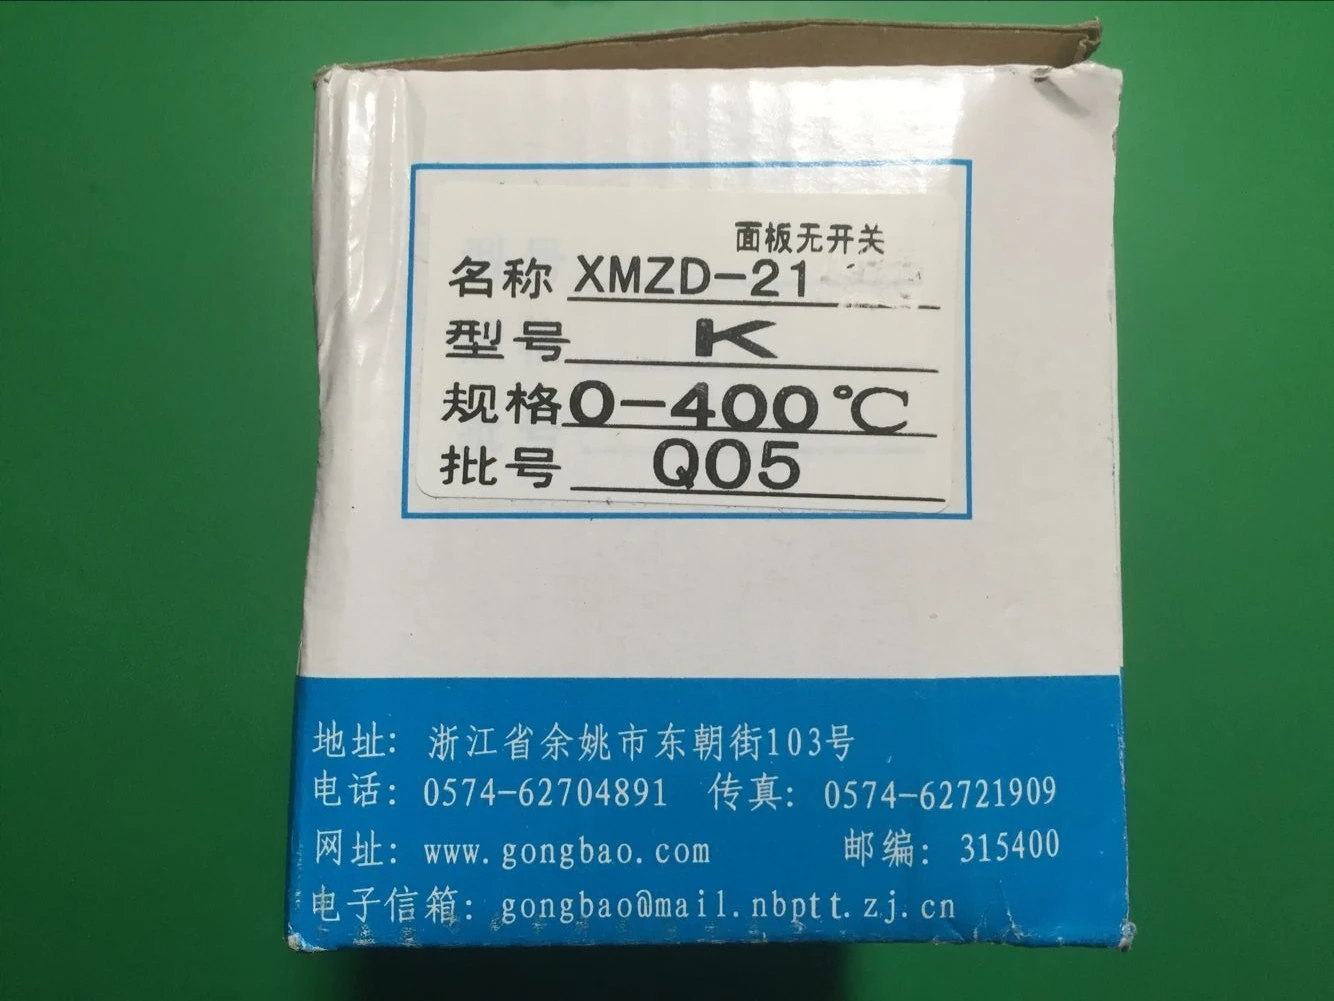 面板无开关
名称 XMZD-21
型号 K
规格 0-400℃
批号 Q05
地址: 浙江省余姚市东朝街103号
电话: 0574-62704891 传真: 0574-62721909
网址: www.gongbao.com 邮编: 315400
电子信箱: gongbao@mail.nbptt.zj.cn